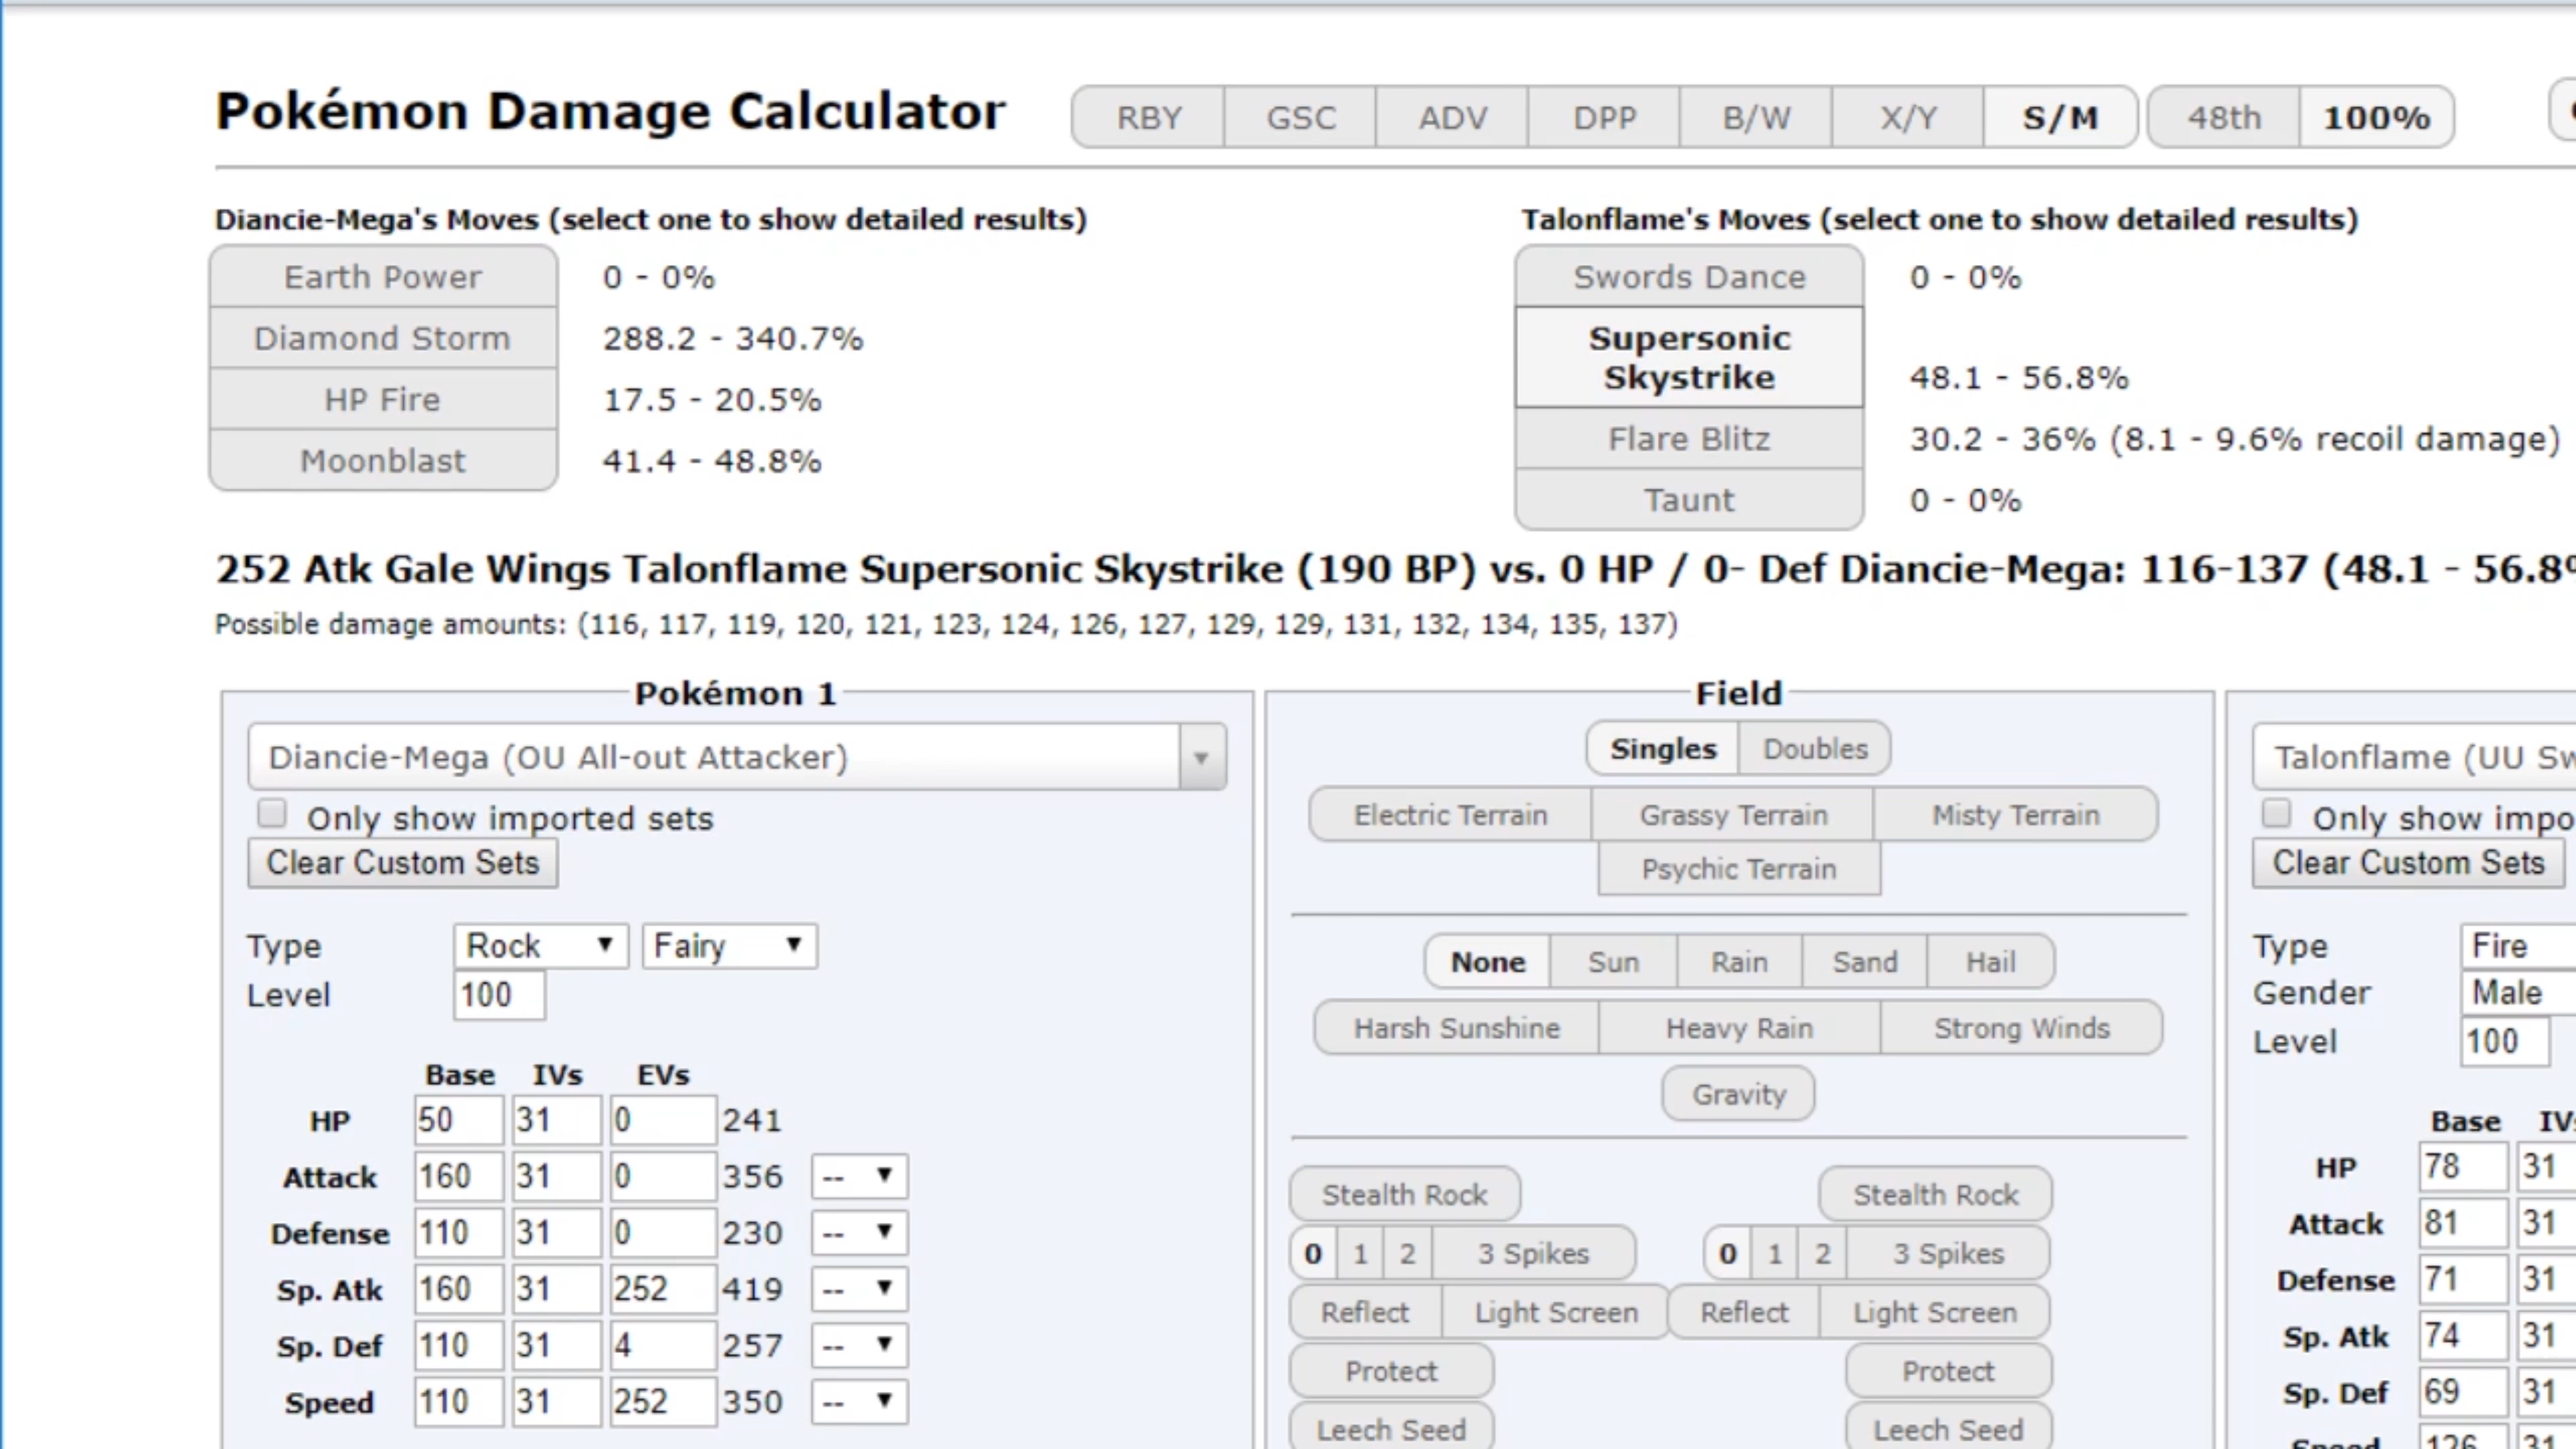 Pokémon Damage Calculator RBY GSC ADV DPP B/W X/Y S/M 48th 100%
Diancie-Mega's Moves (select one to show detailed results)
Earth Power 0 - 0%
Diamond Storm 288.2 - 340.7%
HP Fire 17.5 - 20.5%
Moonblast 41.4 - 48.8%
Talonflame's Moves (select one to show detailed results)
Swords Dance 0 - 0%
Supersonic
Skystrike 48.1 - 56.8%
Flare Blitz 30.2 - 36% (8.1 - 9.6% recoil damage)
Taunt 0 - 0%
252 Atk Gale Wings Talonflame Supersonic Skystrike (190 BP) vs. 0 HP / 0- Def Diancie-Mega: 116-137 (48.1 - 56.8%
Possible damage amounts: (116, 117, 119, 120, 121, 123, 124, 126, 127, 129, 129, 131, 132, 134, 135, 137)
Pokémon 1
Diancie-Mega (OU All-out Attacker)
Only show imported sets
Clear Custom Sets
Type Rock Fairy
Level 100
Base IVs EVs
HP 50 31 0 241
Attack 160 31 0 356 --
Defense 110 31 0 230 --
Sp. Atk 160 31 252 419 --
Sp. Def 110 31 4 257 --
Speed 110 31 252 350 --
Field
Singles Doubles
Electric Terrain Grassy Terrain Misty Terrain
Psychic Terrain
None Sun Rain Sand Hail
Harsh Sunshine Heavy Rain Strong Winds
Gravity
Stealth Rock Stealth Rock
0 1 2 3 Spikes 0 1 2 3 Spikes
Reflect Light Screen Reflect Light Screen
Protect Protect
Leech Seed Leech Seed
Talonflame (UU Sw
Only show impo
Clear Custom Sets
Type Fire
Gender Male
Level 100
Base IVs
HP 78 31
Attack 81 31
Defense 71 31
Sp. Atk 74 31
Sp. Def 69 31
Speed 126 31